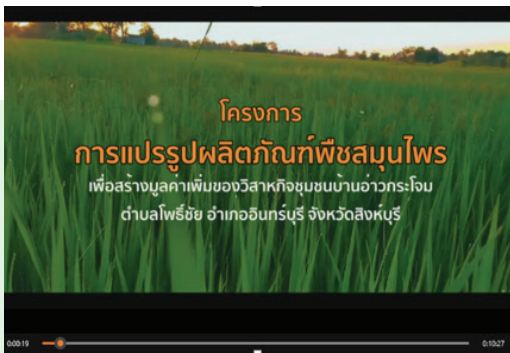 โครงการ
การแปรรูปผลิตภัณฑ์พืชสมุนไพร
เพื่อสร้างมูลค่าเพิ่มของวิสาหกิจชุมชนบ้านอ่าวกระโจม
ตำบลโพธิ์ชัย อำเภออินทร์บุรี จังหวัดสิงห์บุรี
0:00:19 0:10:27